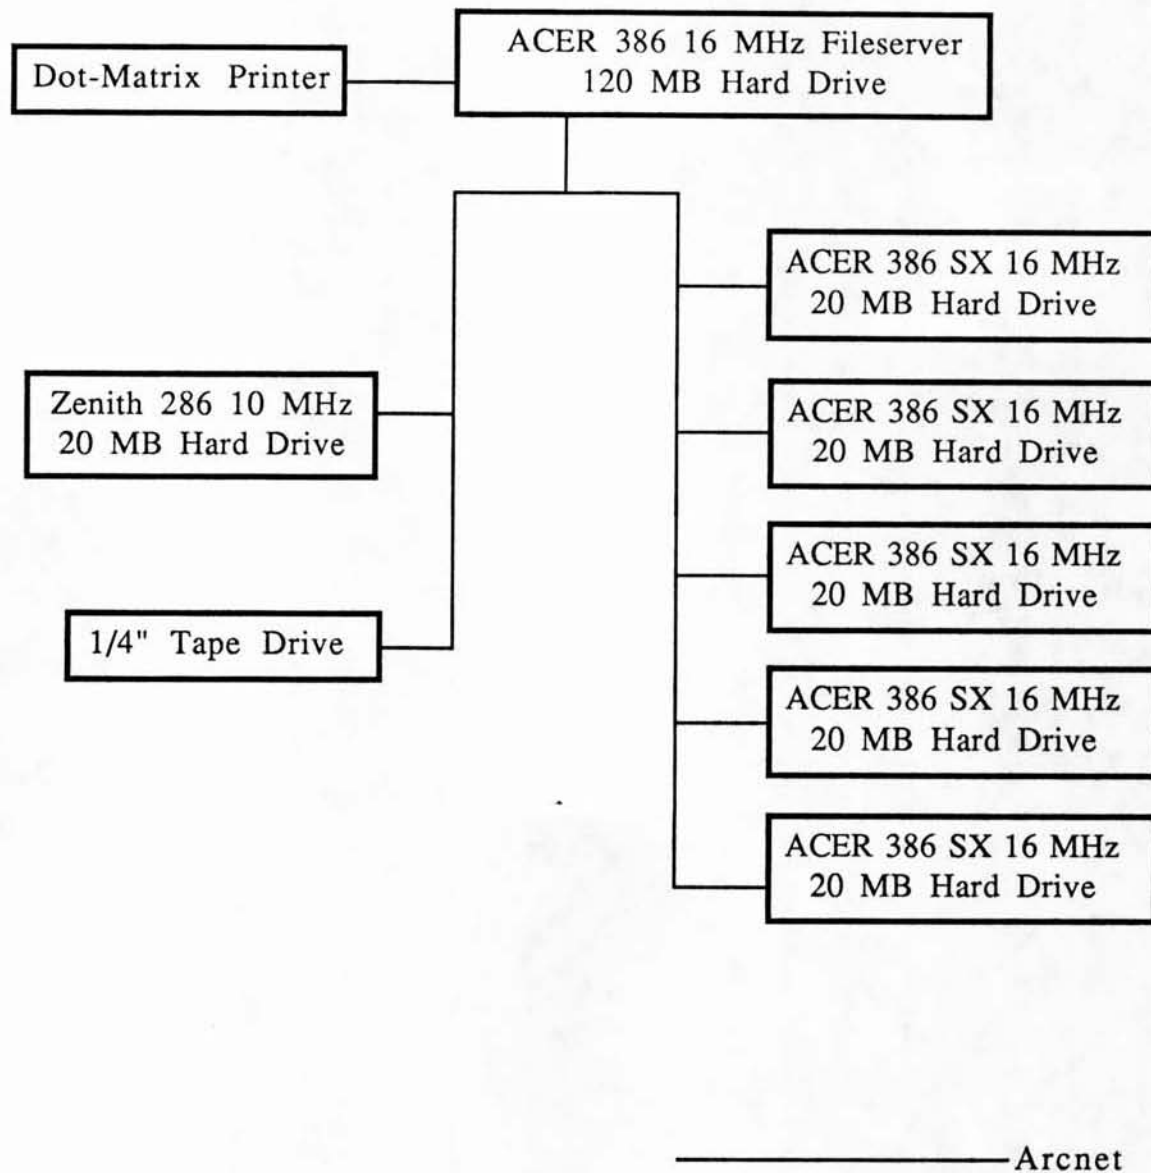 ACER 386 16 MHz Fileserver
120 MB Hard Drive
Dot-Matrix Printer
ACER 386 SX 16 MHz
20 MB Hard Drive
Zenith 286 10 MHz
20 MB Hard Drive
ACER 386 SX 16 MHz
20 MB Hard Drive
ACER 386 SX 16 MHz
20 MB Hard Drive
1/4" Tape Drive
ACER 386 SX 16 MHz
20 MB Hard Drive
ACER 386 SX 16 MHz
20 MB Hard Drive
Arcnet